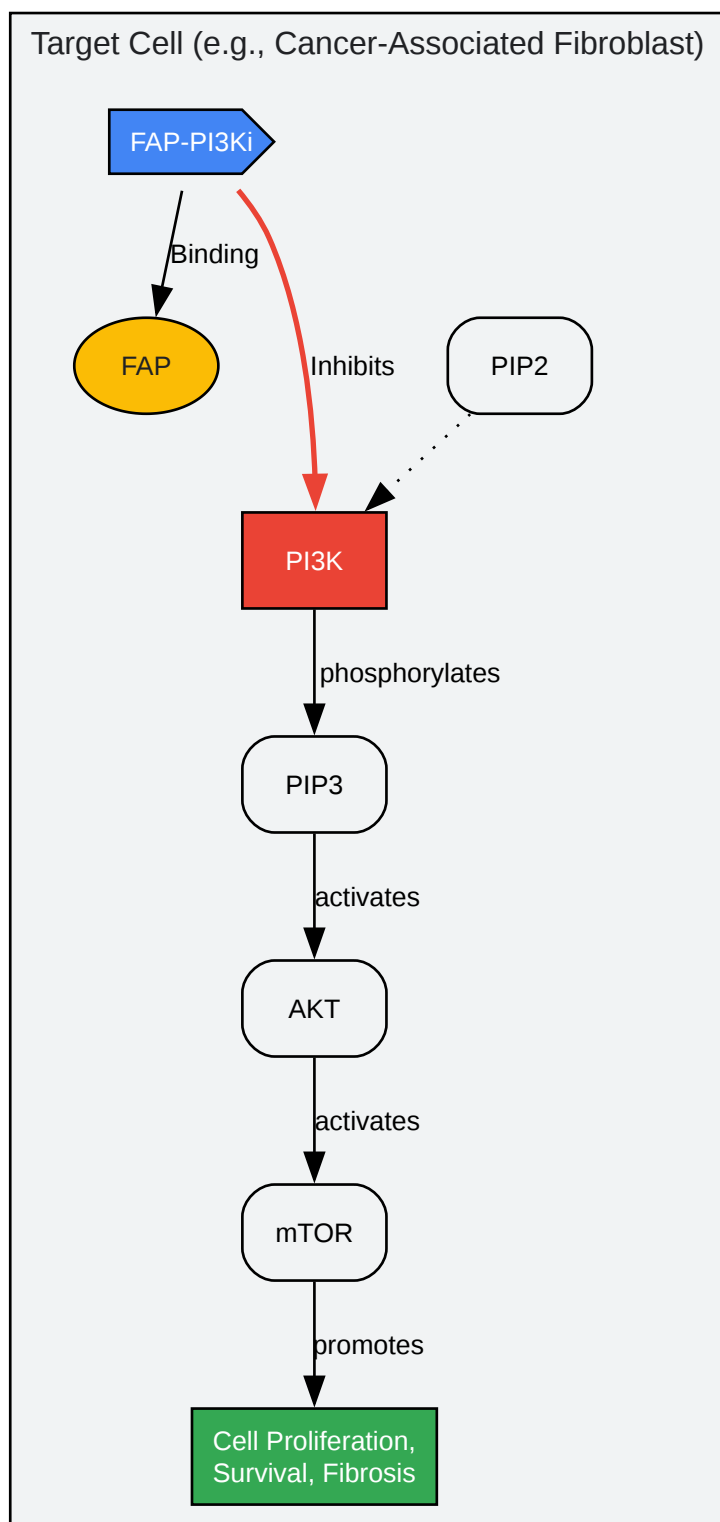 Target Cell (e.g., Cancer-Associated Fibroblast)
FAP-PI3Ki
Binding
FAP
Inhibits
PIP2
PI3K
phosphorylates
PIP3
activates
AKT
activates
mTOR
promotes
Cell Proliferation,
Survival, Fibrosis